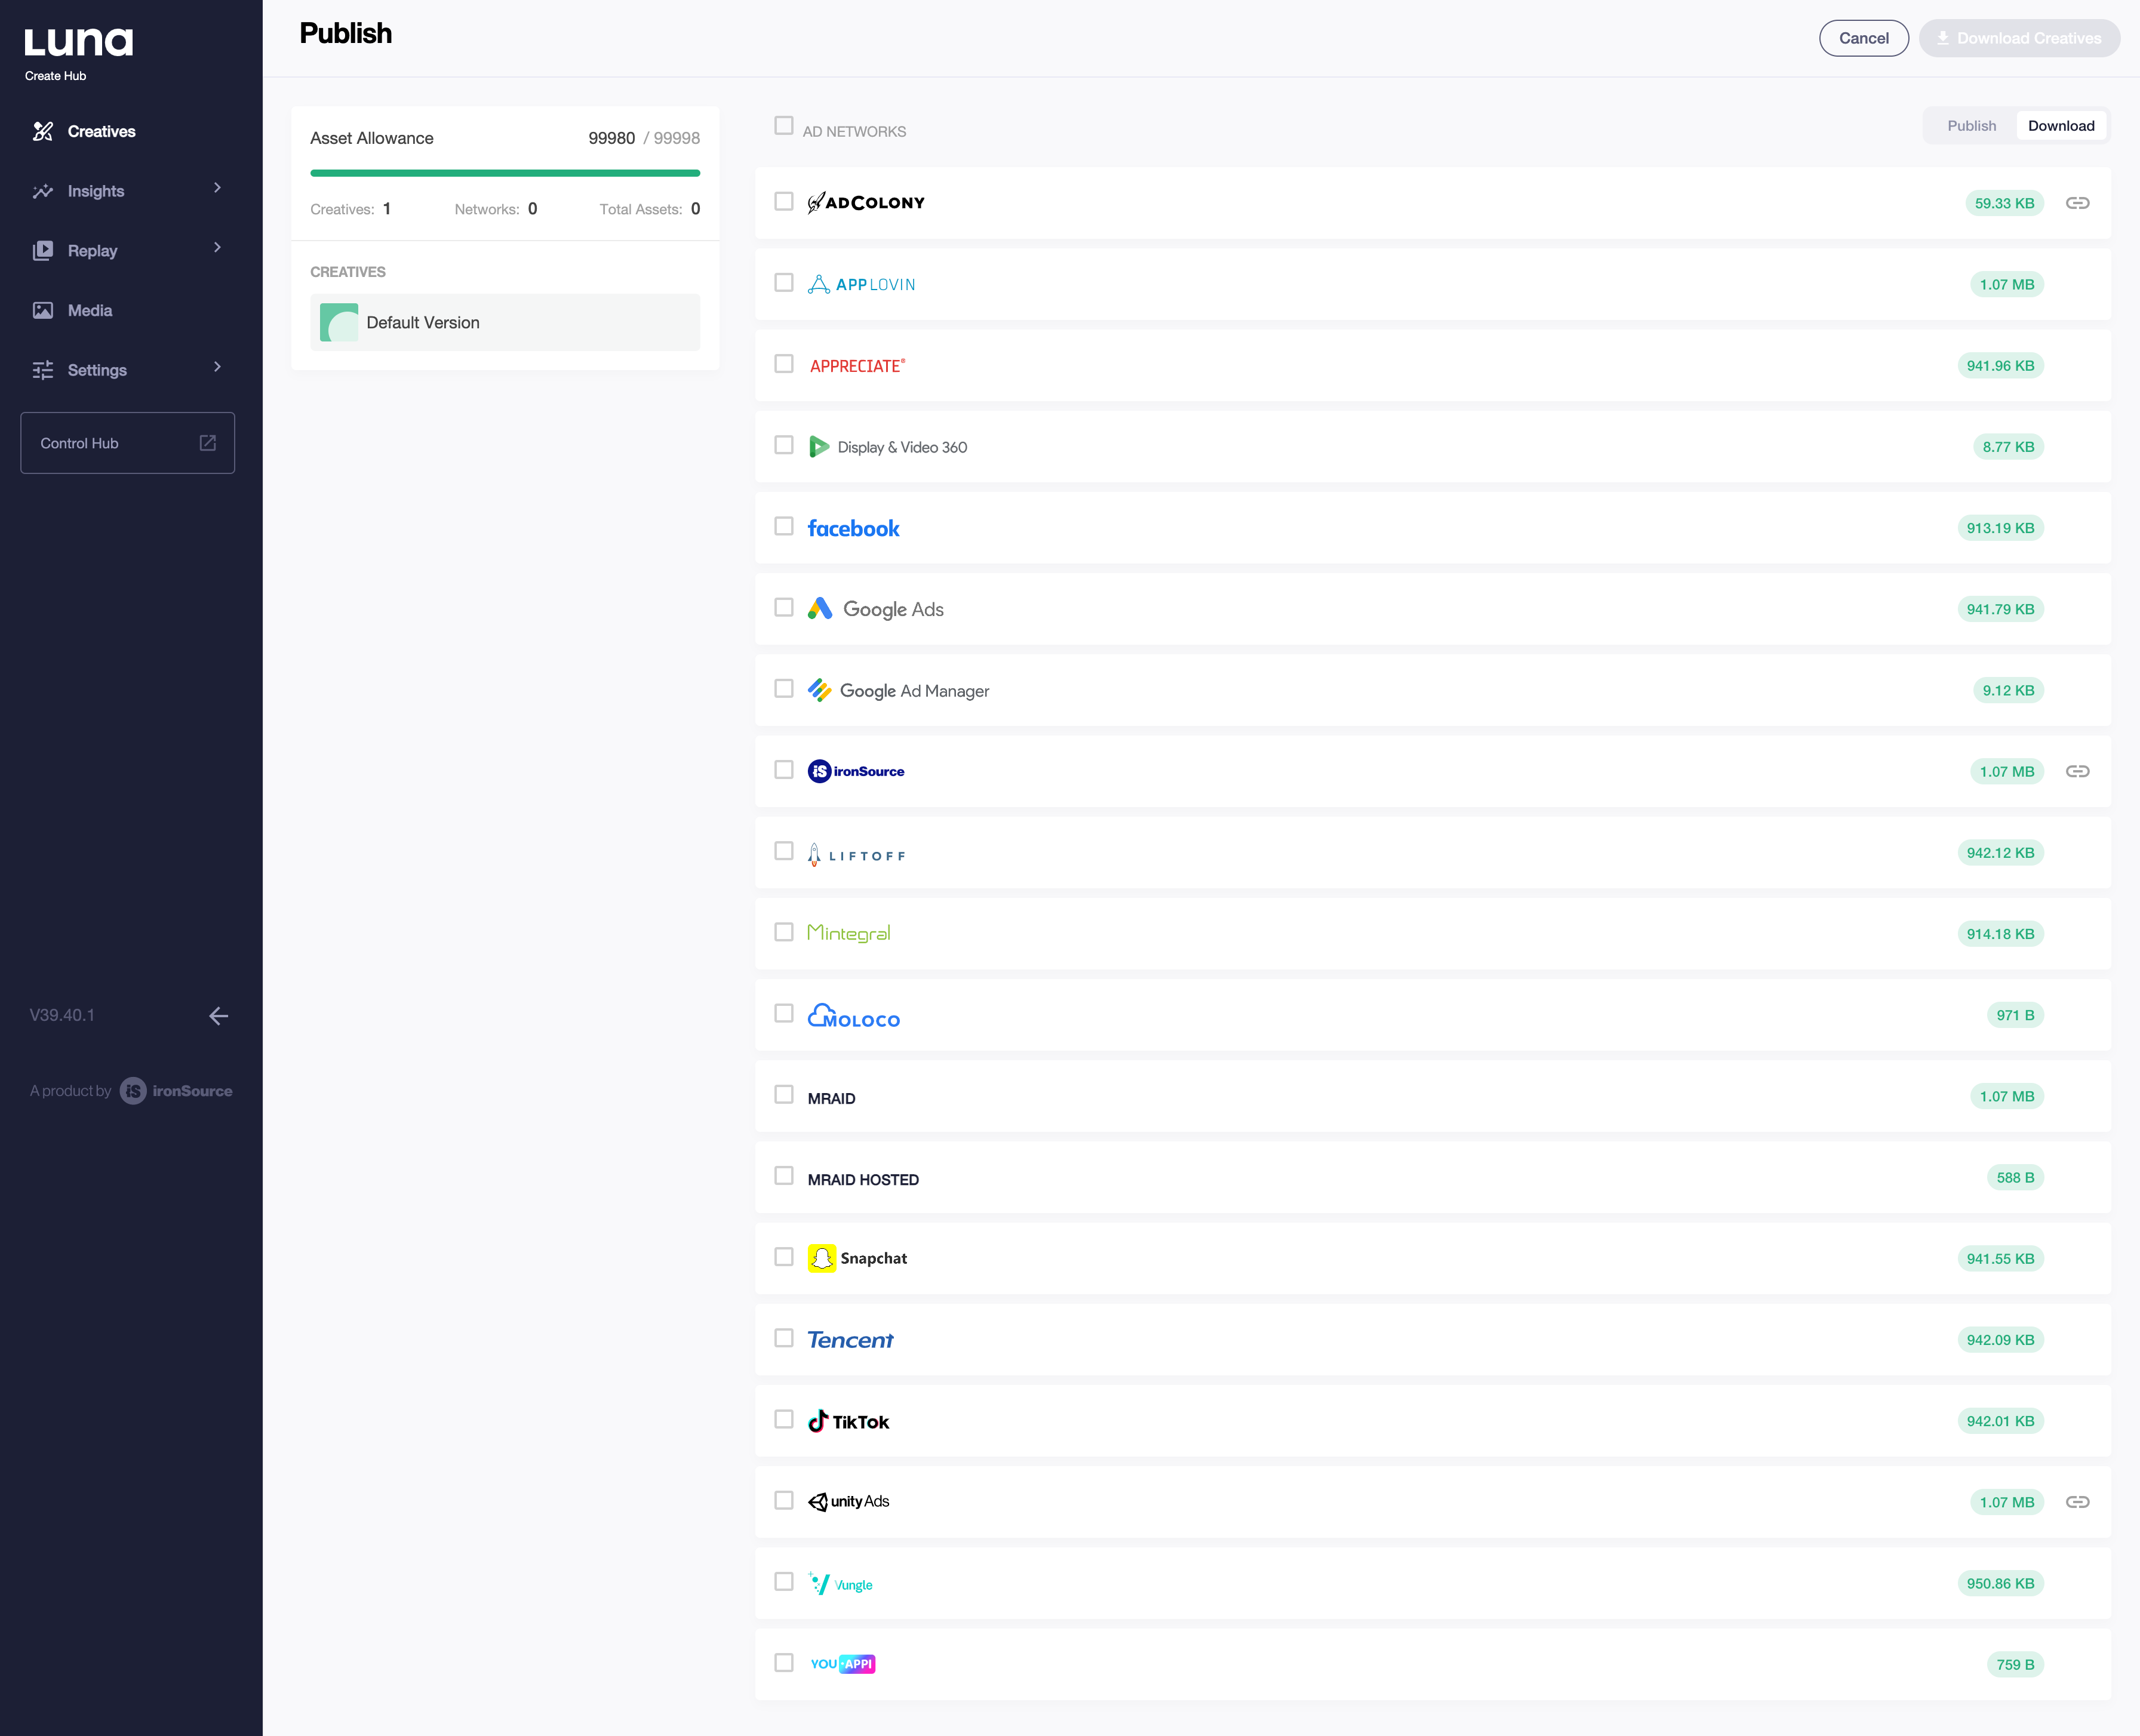 Luna
Create Hub
Creatives
Insights
Replay
Media
Settings
Control Hub
V39.40.1
A product by iS ironSource
Publish
Cancel
Download Creatives
Asset Allowance 99980 / 99998
Creatives: 1 Networks: 0 Total Assets: 0
CREATIVES
Default Version
AD NETWORKS
Publish Download
ADCOLONY 59.33 KB
APPLOVIN 1.07 MB
APPRECIATE® 941.96 KB
Display & Video 360 8.77 KB
facebook 913.19 KB
Google Ads 941.79 KB
Google Ad Manager 9.12 KB
iS ironSource 1.07 MB
LIFTOFF 942.12 KB
Mintegral 914.18 KB
MOLOCO 971 B
MRAID 1.07 MB
MRAID HOSTED 588 B
Snapchat 941.55 KB
Tencent 942.09 KB
TikTok 942.01 KB
unity Ads 1.07 MB
Vungle 950.86 KB
YOU APPI 759 B